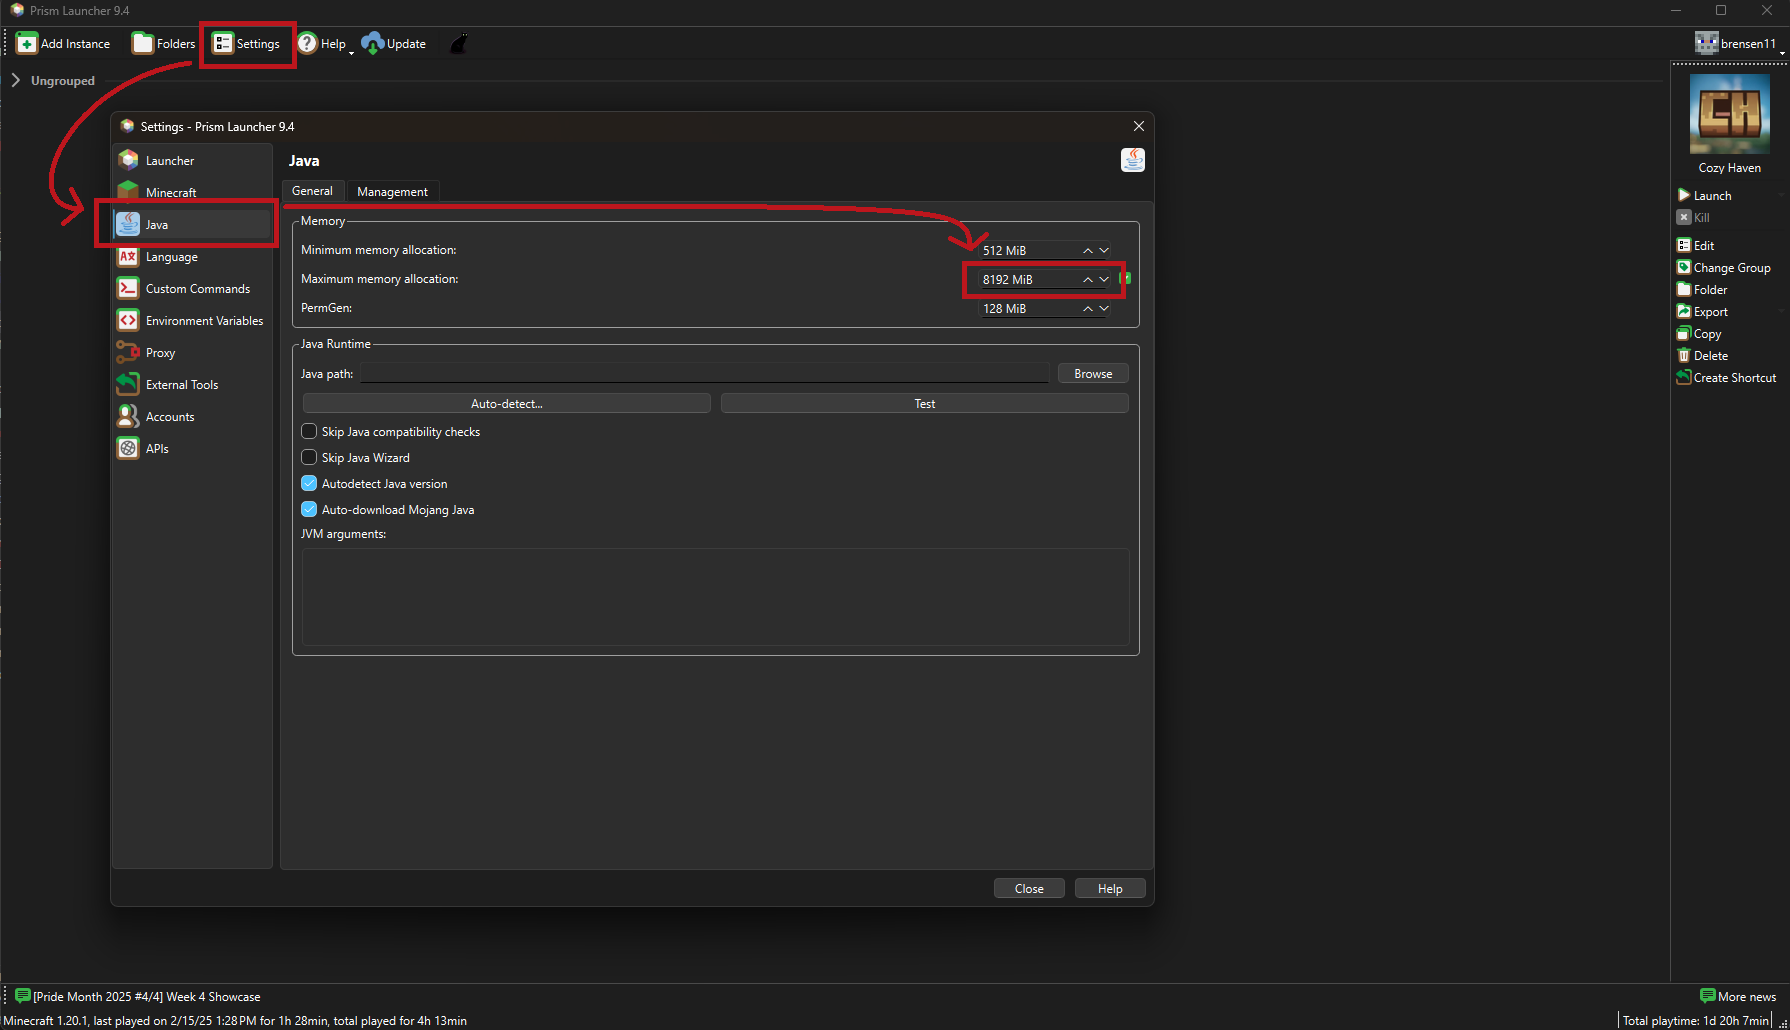 Prism Launcher 9.4
Add Instance
Folders
Settings
Help
Update
brensen11
Ungrouped
Settings - Prism Launcher 9.4
Launcher
Minecraft
Java
Language
Custom Commands
Environment Variables
Proxy
External Tools
Accounts
APIs
Java
General
Management
Memory
Minimum memory allocation:
512 MiB
Maximum memory allocation:
8192 MiB
PermGen:
128 MiB
Java Runtime
Java path:
Browse
Auto-detect...
Test
Skip Java compatibility checks
Skip Java Wizard
Autodetect Java version
Auto-download Mojang Java
JVM arguments:
Close
Help
CH
Cozy Haven
Launch
Kill
Edit
Change Group
Folder
Export
Copy
Delete
Create Shortcut
[Pride Month 2025 #4/4] Week 4 Showcase
More news
Minecraft 1.20.1, last played on 2/15/25 1:28 PM for 1h 28min, total played for 4h 13min
Total playtime: 1d 20h 7min